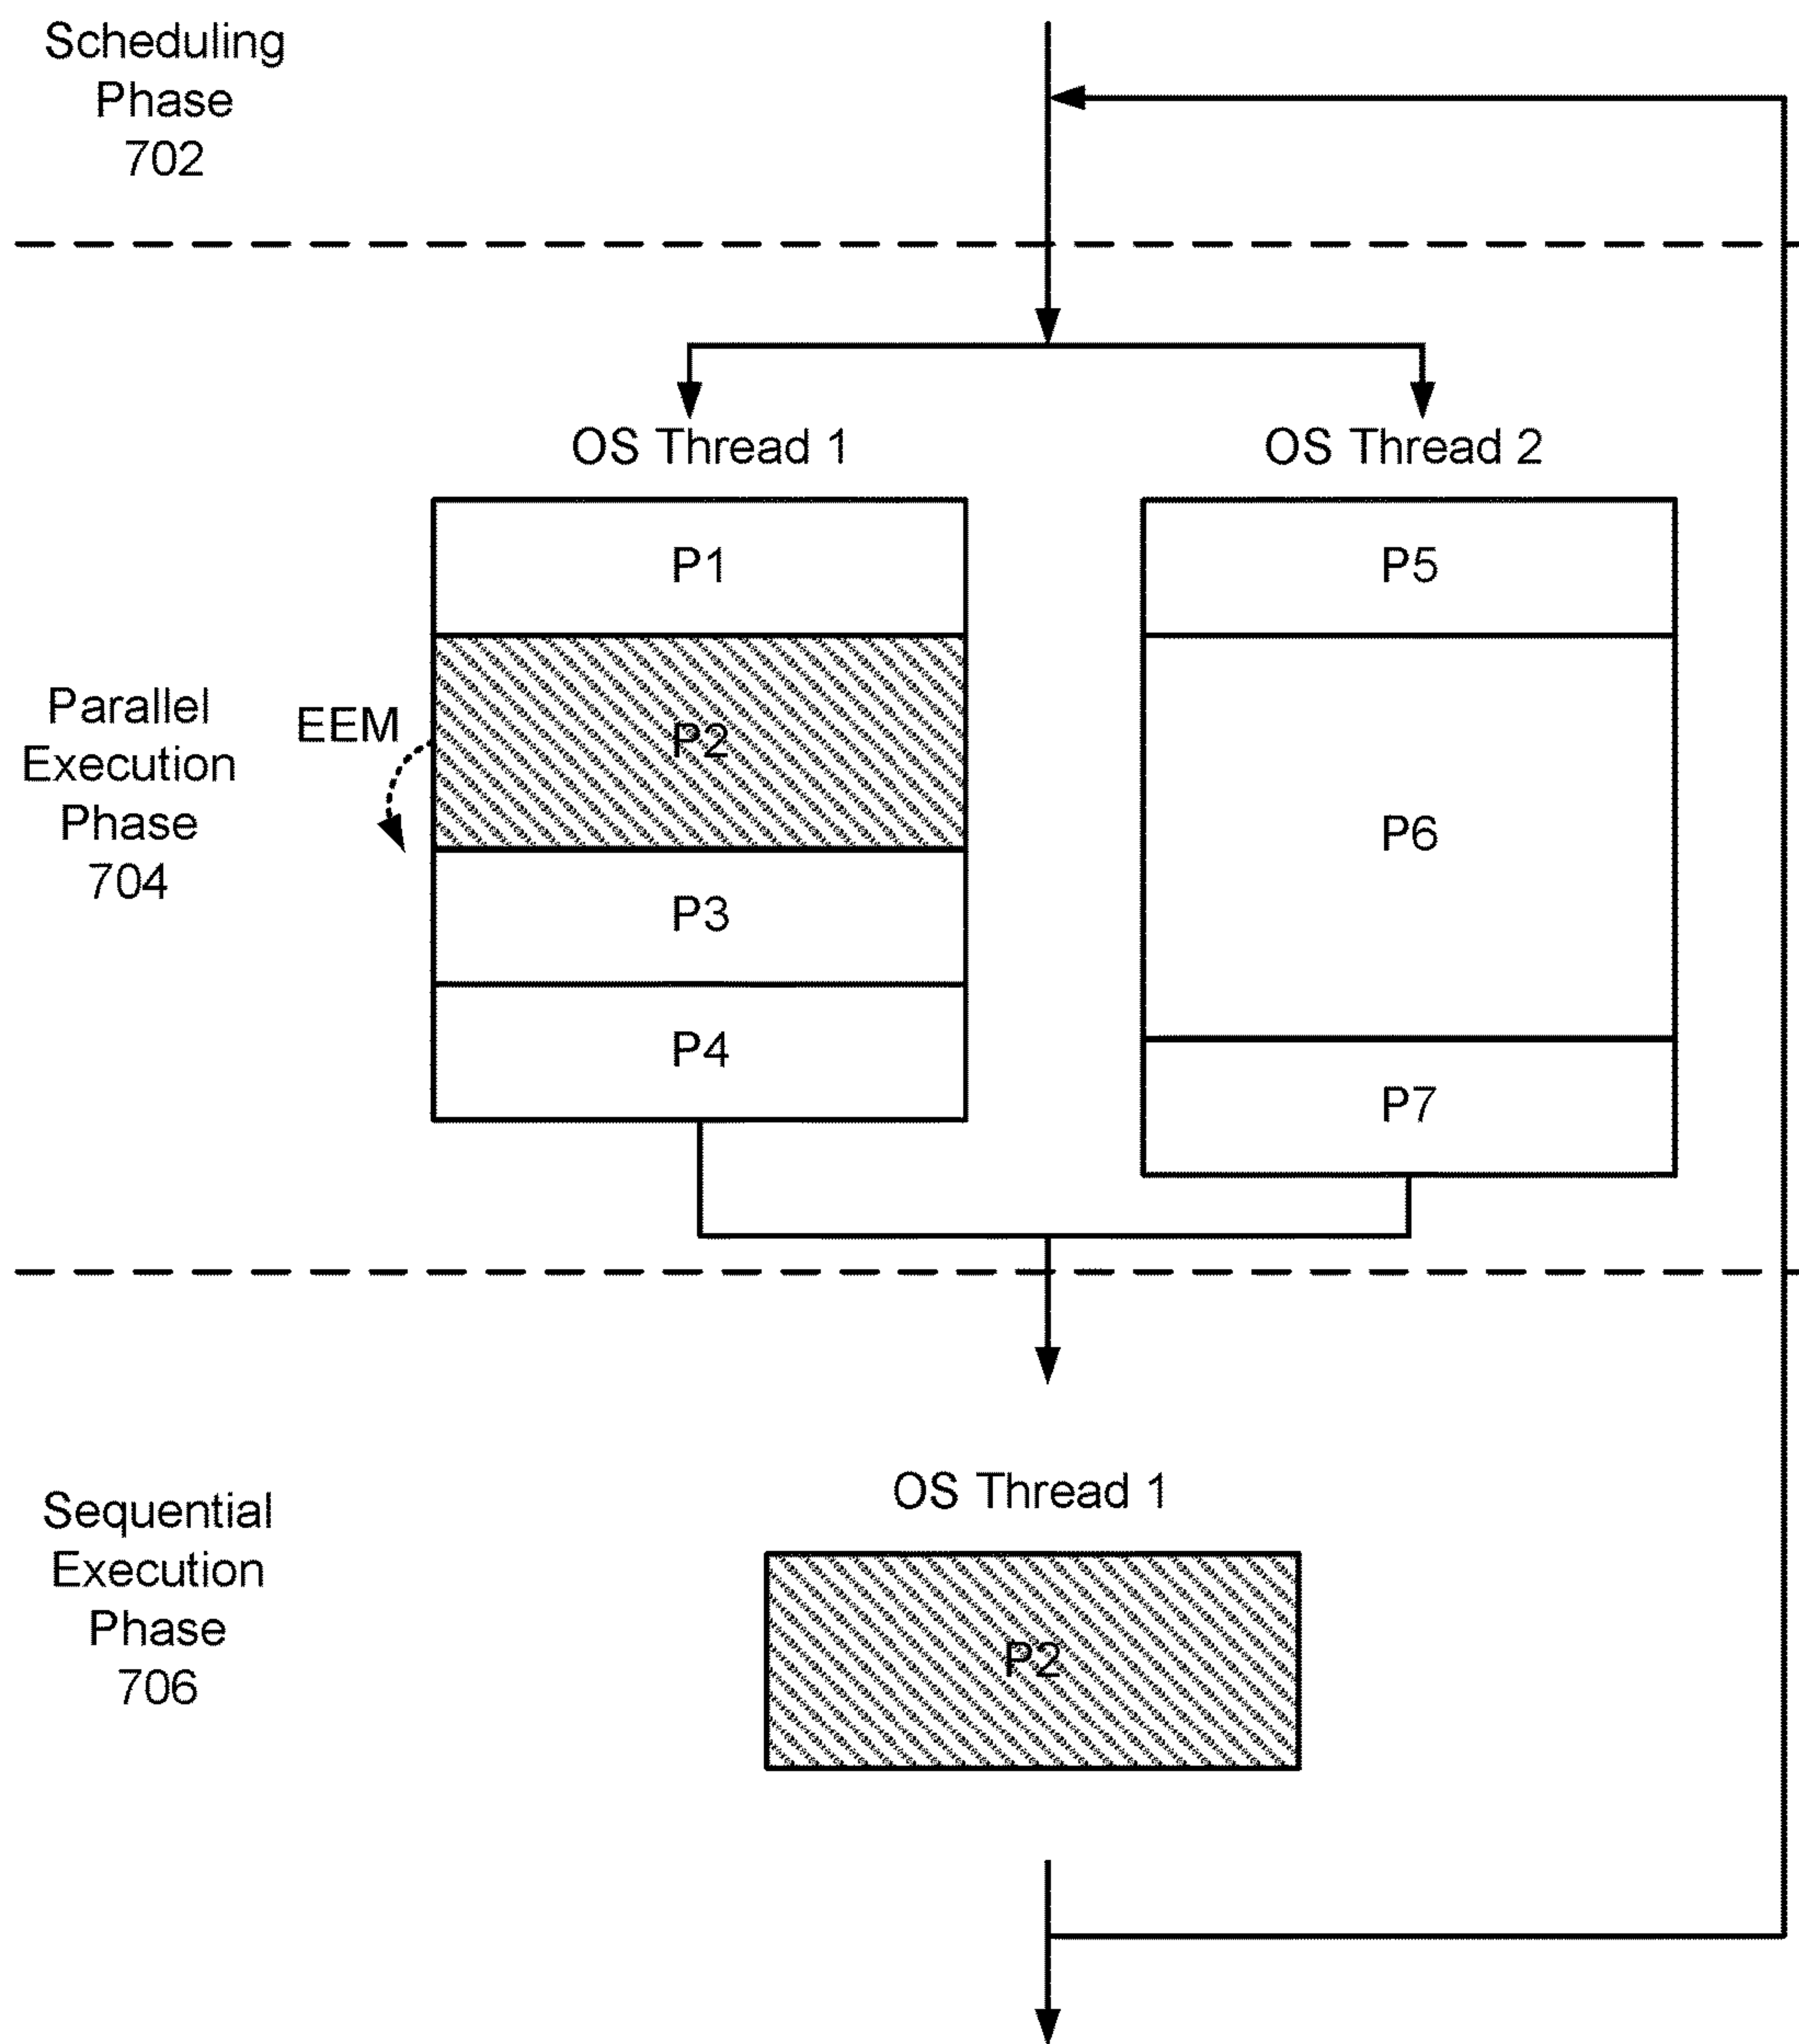 Scheduling
Phase
702
OS Thread 1
OS Thread 2
P1
P5
Parallel
Execution
Phase
704
EEM
P2
P6
P3
P4
P7
Sequential
Execution
Phase
706
OS Thread 1
P2